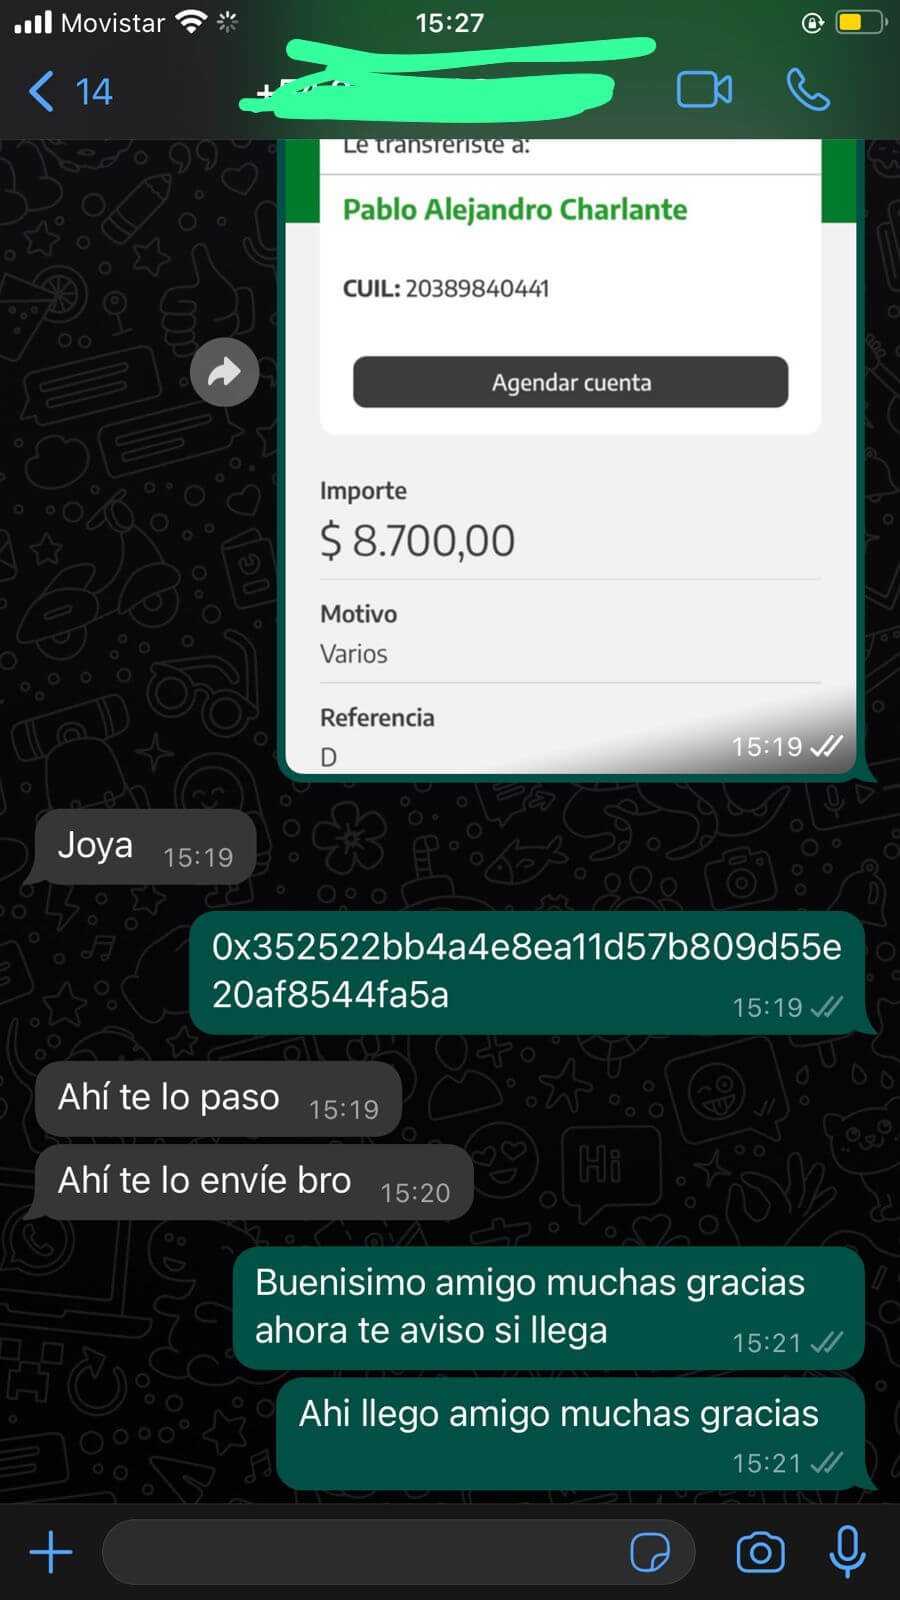 Movistar
15:27
14
Le transferiste a:
Pablo Alejandro Charlante
CUIL: 20389840441
Agendar cuenta
Importe
$ 8.700,00
Motivo
Varios
Referencia
D
15:19
Joya 15:19
0x352522bb4a4e8ea11d57b809d55e
20af8544fa5a
15:19
Ahí te lo paso 15:19
Ahí te lo envíe bro 15:20
Buenisimo amigo muchas gracias
ahora te aviso si llega 15:21
Ahi llego amigo muchas gracias
15:21